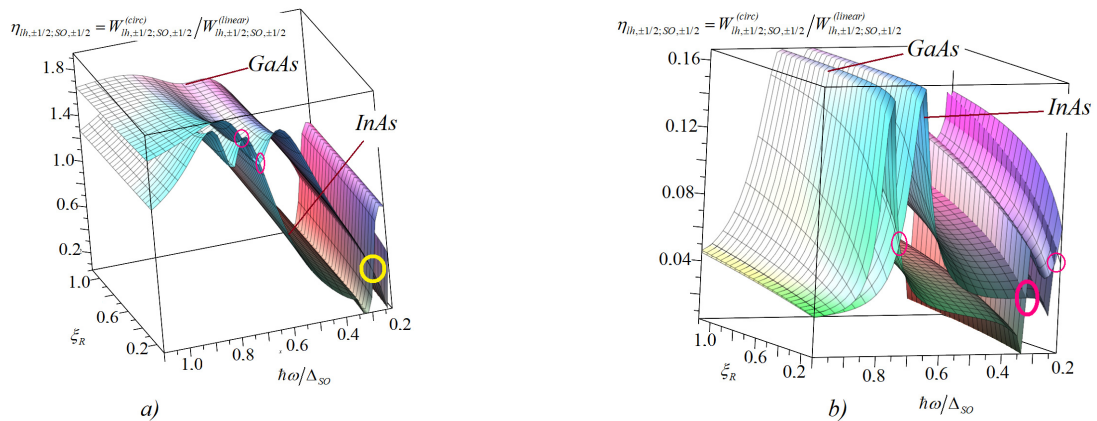 η_{lh,±1/2;SO,±1/2} = W^{(circ)}_{lh,±1/2;SO,±1/2} / W^{(linear)}_{lh,±1/2;SO,±1/2}
GaAs
InAs
1.8
1.4
1.0
0.6
0.2
1.0
0.6
0.2
ξ_R
1.0
0.8
0.6
0.4
0.2
ħω/Δ_{SO}
a)
η_{lh,±1/2;SO,±1/2} = W^{(circ)}_{lh,±1/2;SO,±1/2} / W^{(linear)}_{lh,±1/2;SO,±1/2}
GaAs
InAs
0.16
0.12
0.08
0.04
1.0
0.6
0.2
ξ_R
0.8
0.6
0.4
0.2
ħω/Δ_{SO}
b)